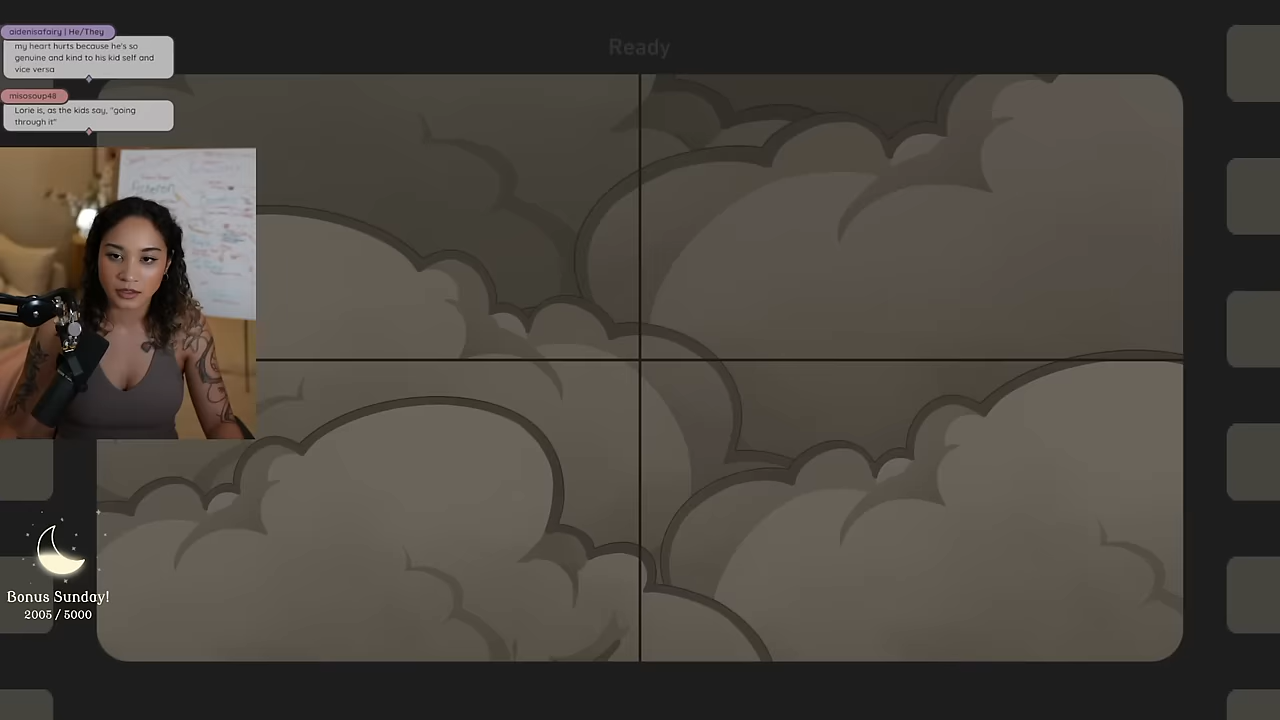 Ready
aidenisafairy | He/They
my heart hurts because he's so
genuine and kind to his kid self and
vice versa
misosoup48
Lorie is, as the kids say, "going
through it"
Bonus Sunday!
2005 / 5000